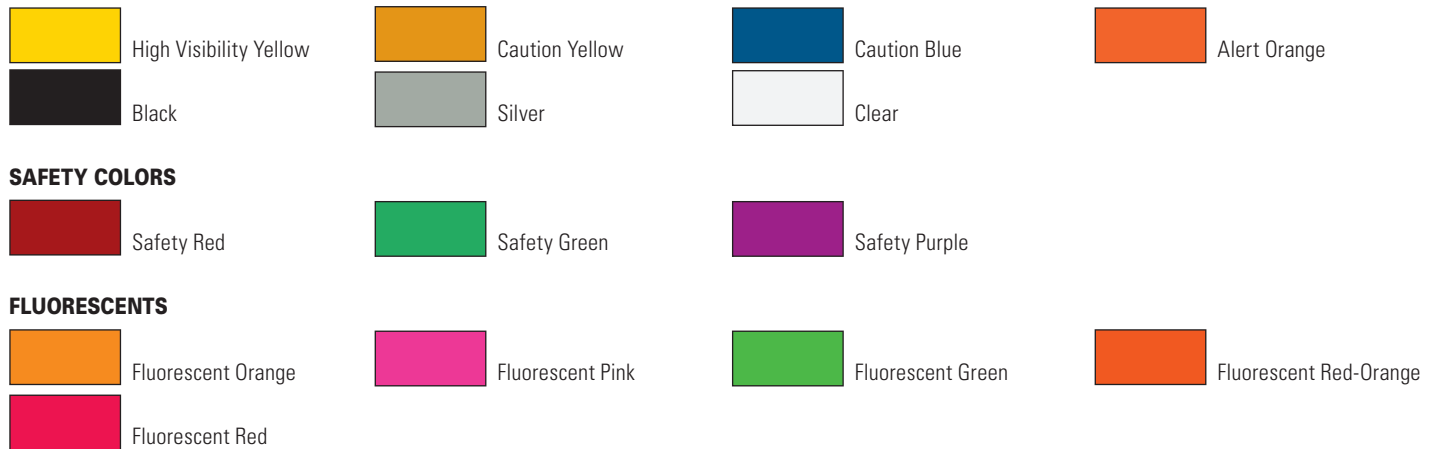 High Visibility Yellow Caution Yellow Caution Blue Alert Orange
Black Silver Clear
SAFETY COLORS
Safety Red Safety Green Safety Purple
FLUORESCENTS
Fluorescent Orange Fluorescent Pink Fluorescent Green Fluorescent Red-Orange
Fluorescent Red